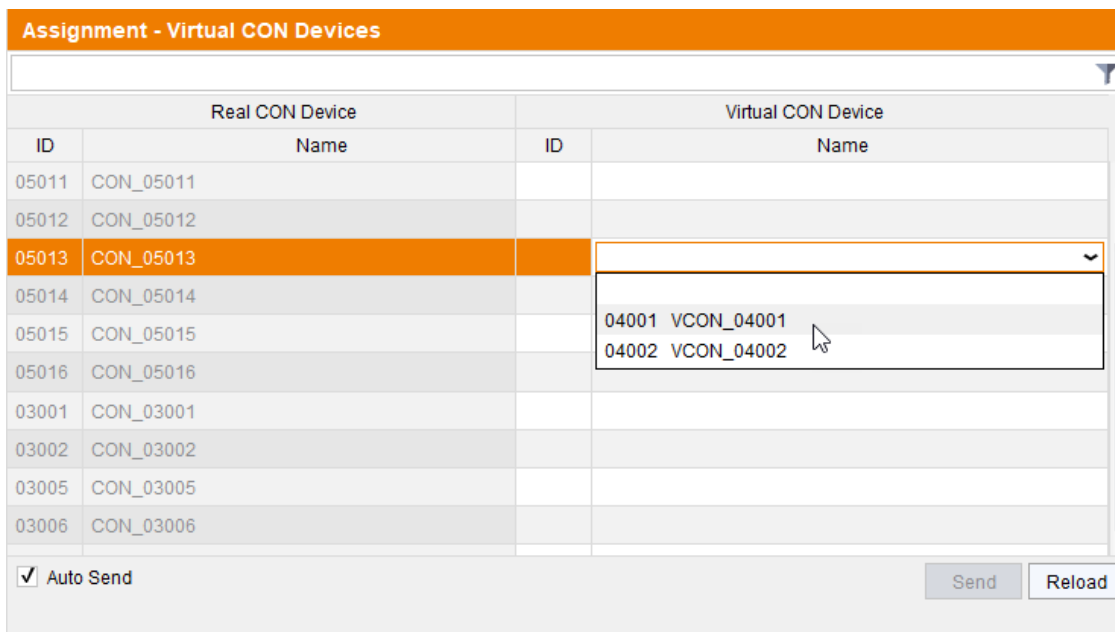 Assignment - Virtual CON Devices
Real CON Device Virtual CON Device
ID Name ID Name
05011 CON_05011
05012 CON_05012
05013 CON_05013
05014 CON_05014
04001 VCON_04001
05015 CON_05015
04002 VCON_04002
05016 CON_05016
03001 CON_03001
03002 CON_03002
03005 CON_03005
03006 CON_03006
Auto Send Send Reload